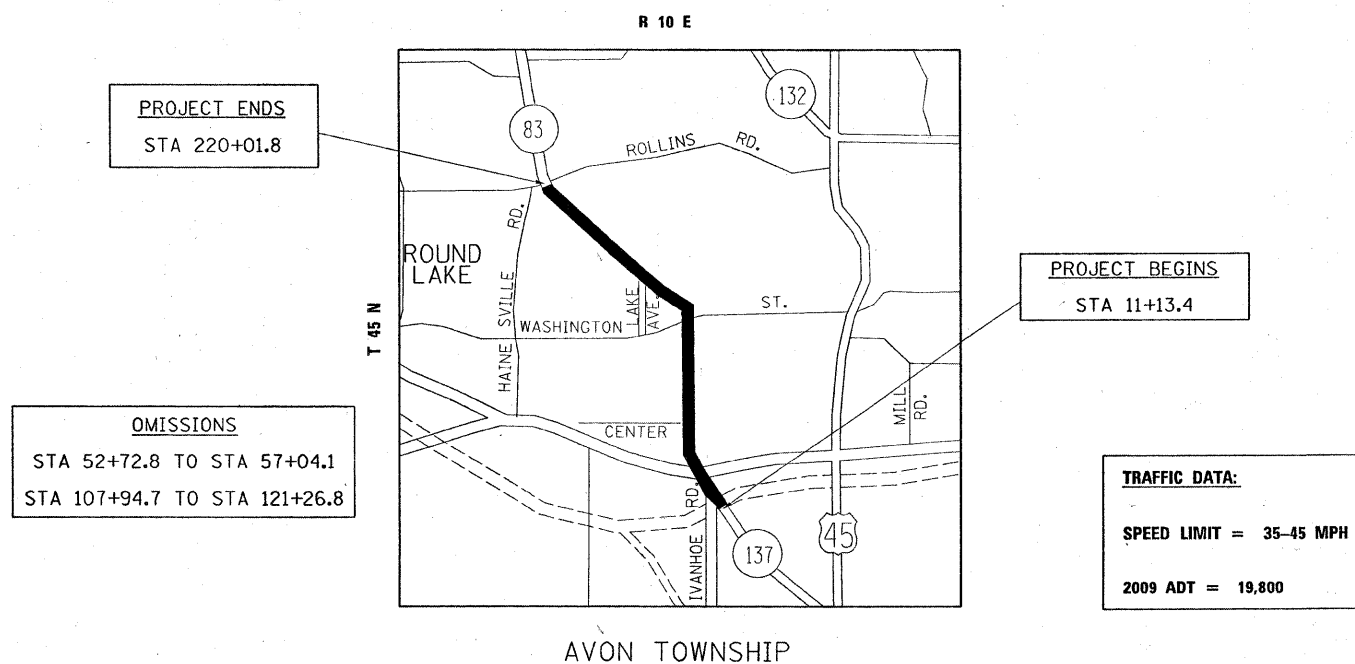 R 10 E
PROJECT ENDS
STA 220+01.8
83
132
ROLLINS RD.
ROUND
LAKE
HAINE SVILLE RD.
LAKE
AVE.
WASHINGTON ST.
PROJECT BEGINS
STA 11+13.4
T 45 N
OMISSIONS
STA 52+72.8 TO STA 57+04.1
STA 107+94.7 TO STA 121+26.8
CENTER
MILL
RD.
IVANHOE RD.
137
45
TRAFFIC DATA:
SPEED LIMIT = 35-45 MPH
2009 ADT = 19,800
AVON TOWNSHIP